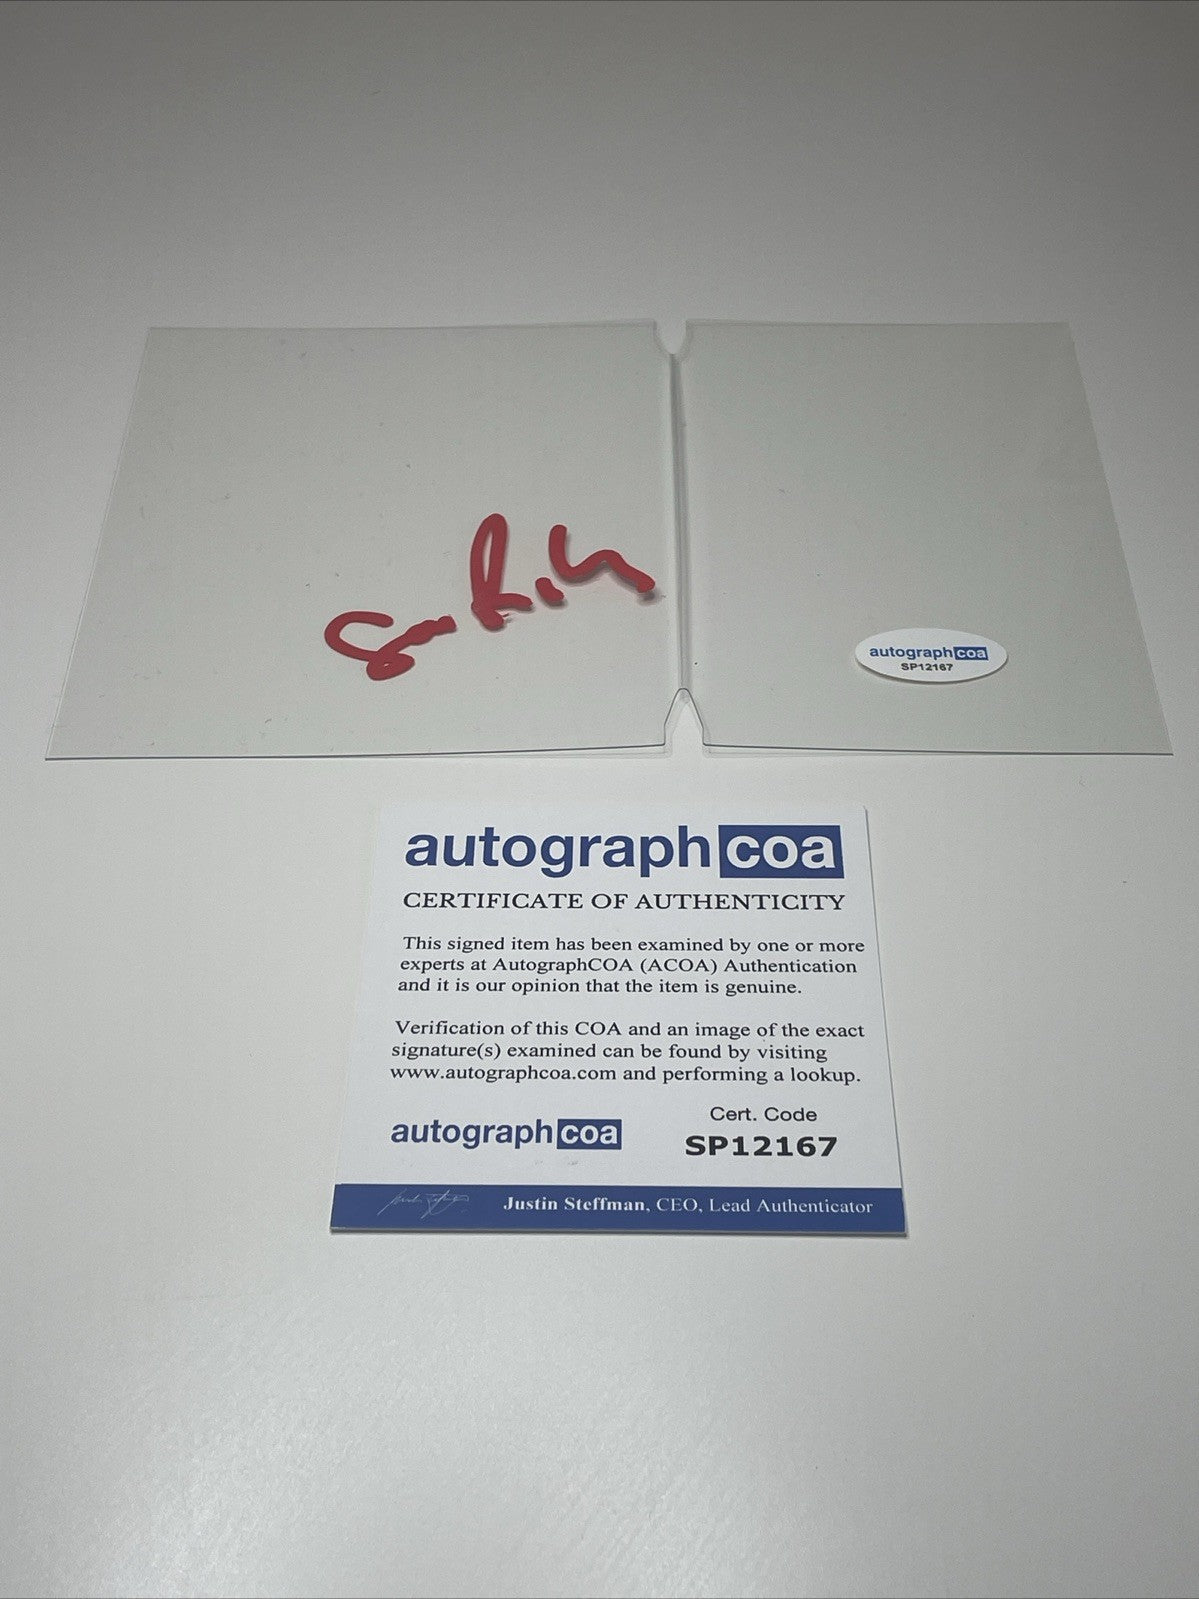 autographcoa
SP12167
autographcoa
CERTIFICATE OF AUTHENTICITY
This signed item has been examined by one or more
experts at AutographCOA (ACOA) Authentication
and it is our opinion that the item is genuine.
Verification of this COA and an image of the exact
signature(s) examined can be found by visiting
www.autographcoa.com and performing a lookup.
Cert. Code
autographcoa SP12167
Justin Steffman, CEO, Lead Authenticator